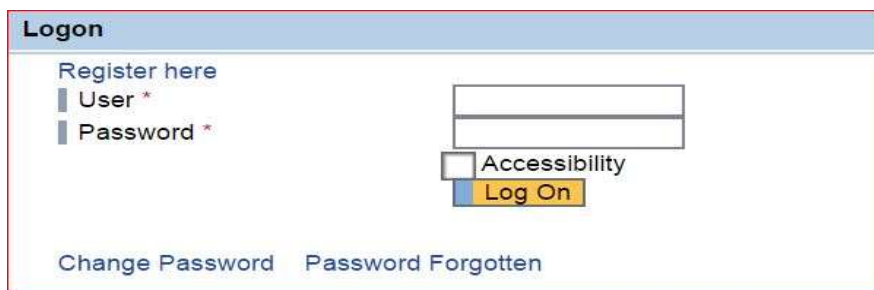 Logon
Register here
User *
Password *
Accessibility
Log On
Change Password Password Forgotten